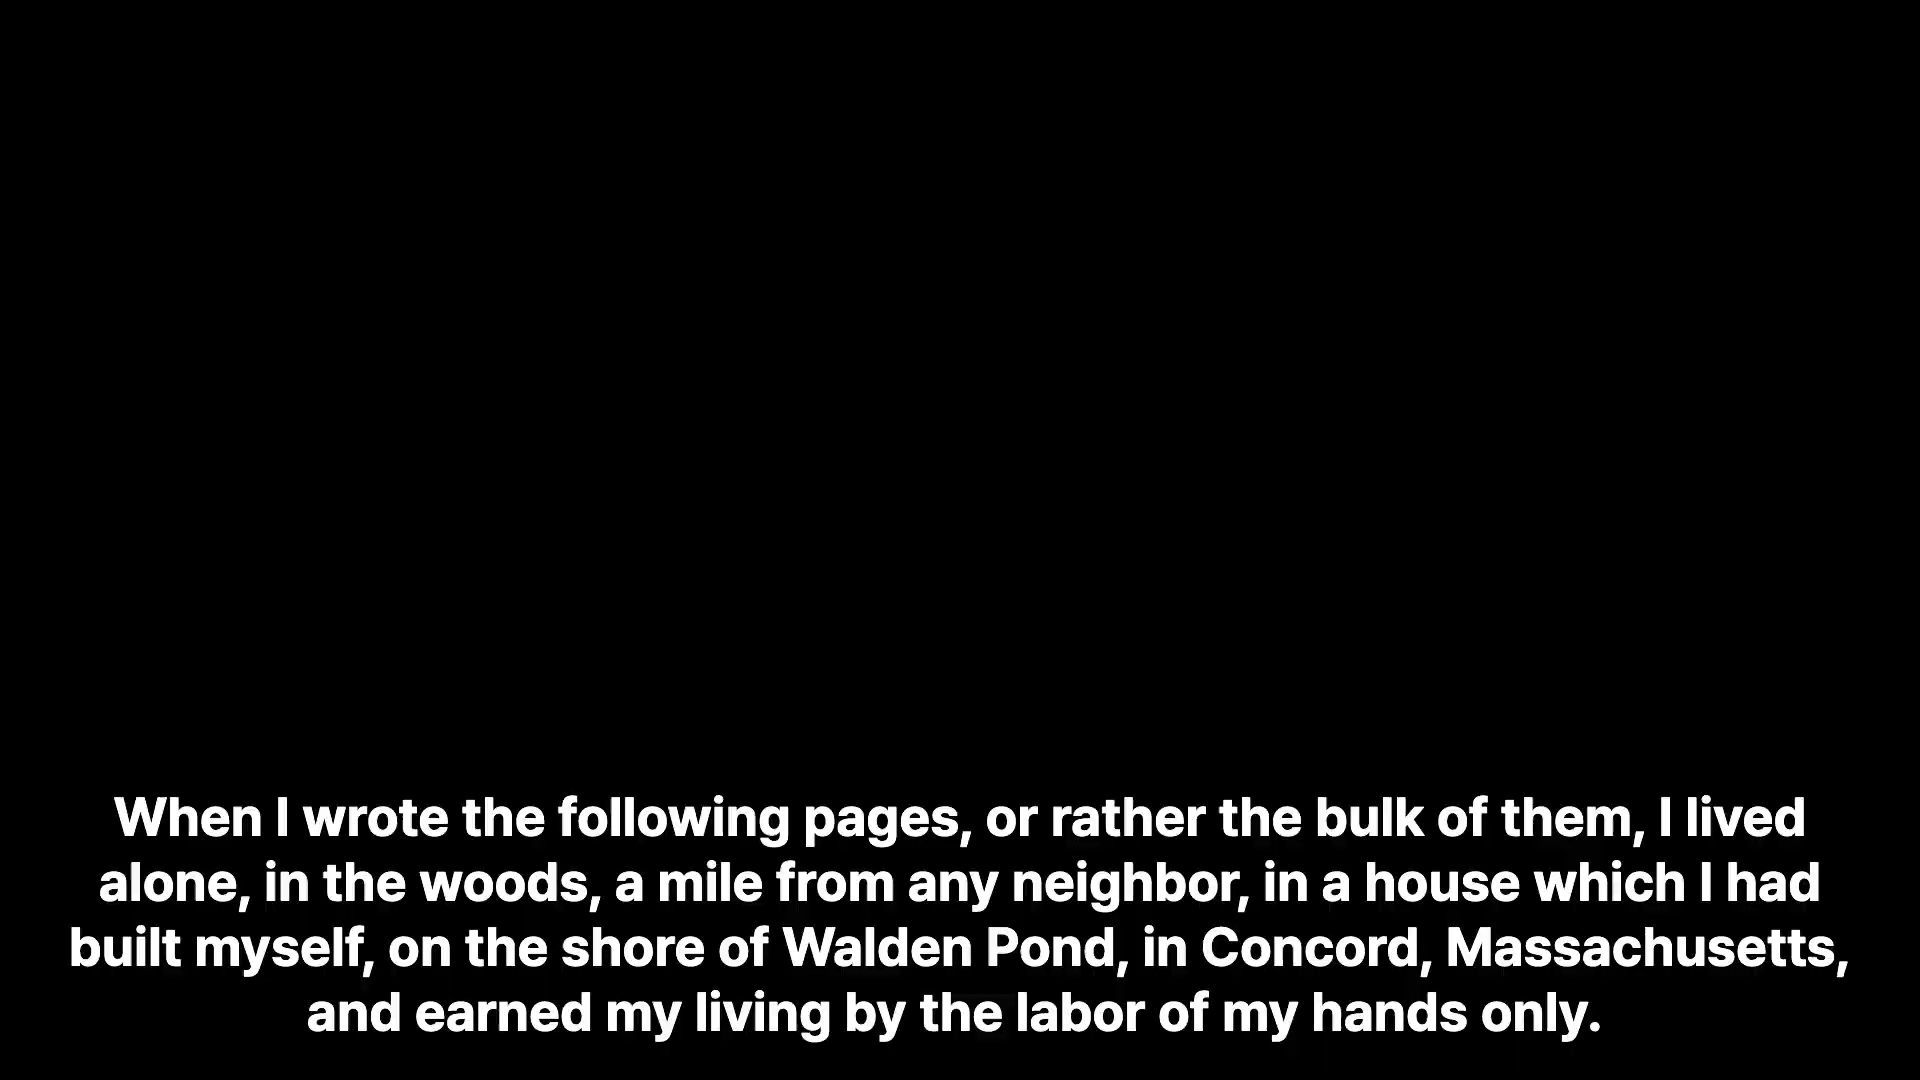 When I wrote the following pages, or rather the bulk of them, I lived
alone, in the woods, a mile from any neighbor, in a house which I had
built myself, on the shore of Walden Pond, in Concord, Massachusetts,
and earned my living by the labor of my hands only.